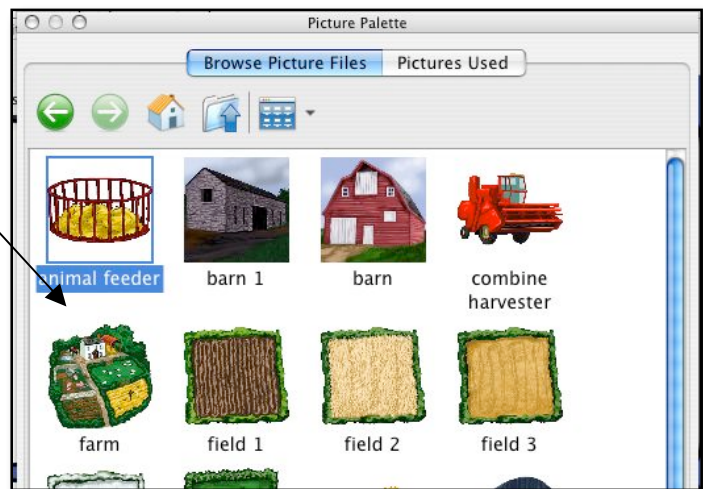 Picture Palette
Browse Picture Files Pictures Used
animal feeder barn 1 barn combine
harvester
farm field 1 field 2 field 3